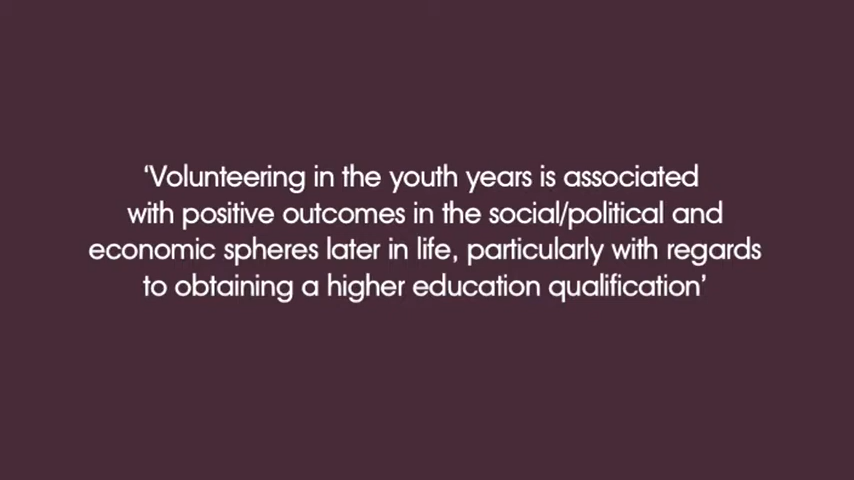 ‘Volunteering in the youth years is associated
with positive outcomes in the social/political and
economic spheres later in life, particularly with regards
to obtaining a higher education qualification’